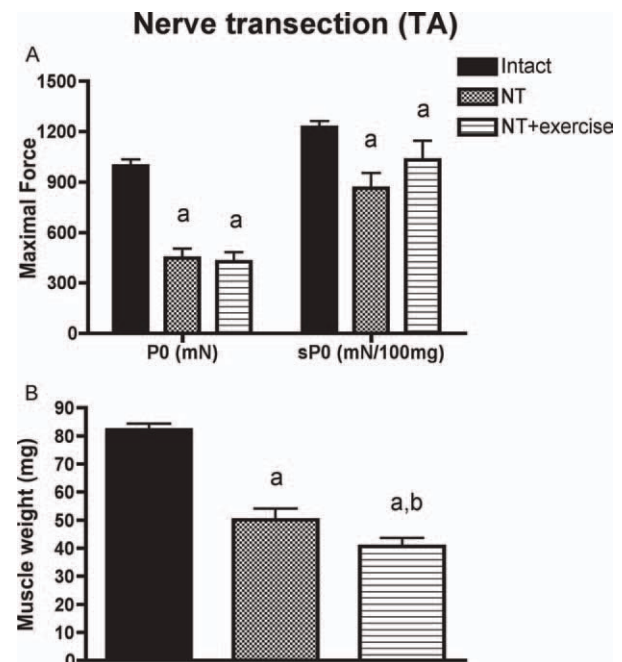 Nerve transection (TA)
A
Intact
NT
NT+exercise
Maximal Force
1500
1200
900
600
300
0
a
a
a
a
P0 (mN)
sP0 (mN/100mg)
B
Muscle weight (mg)
90
80
70
60
50
40
30
20
10
0
a
a,b